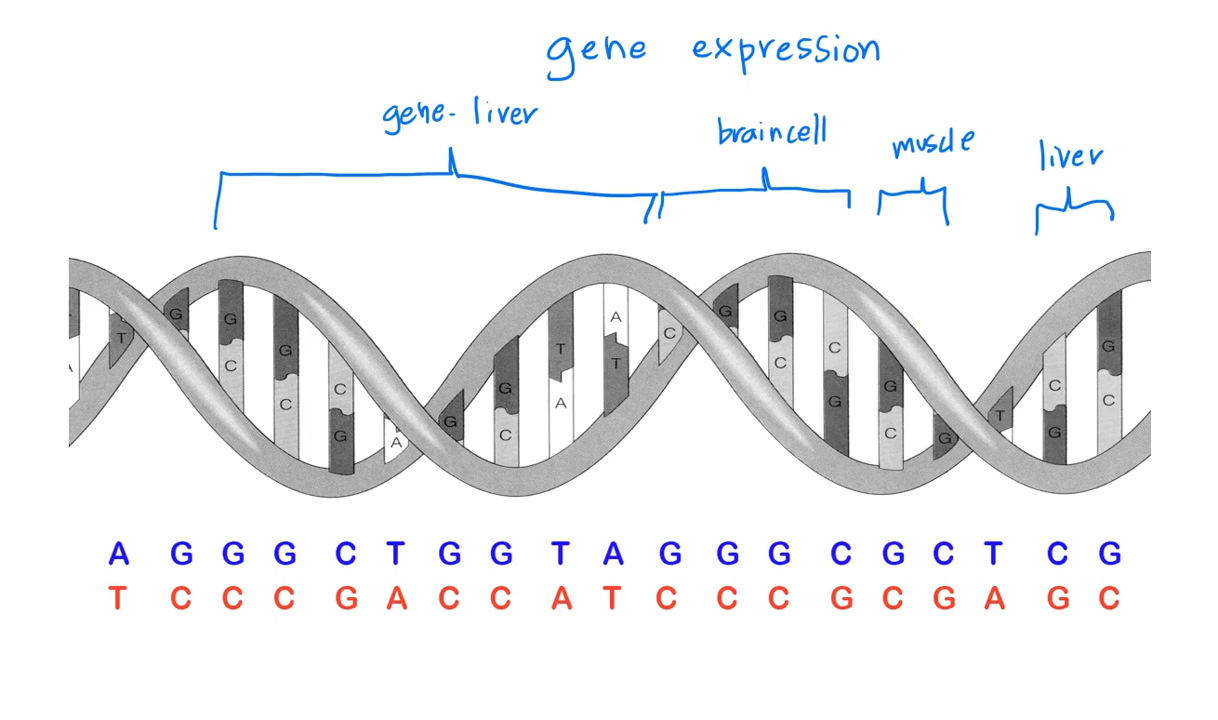 gene expression
gene- liver
braincell
muscle
liver
T G G G C A G G T A C G G C G G T C G
C C G C A T C G C G C
A G G G C T G G T A G G G C G C T C G
T C C C G A C C A T C C C G C G A G C